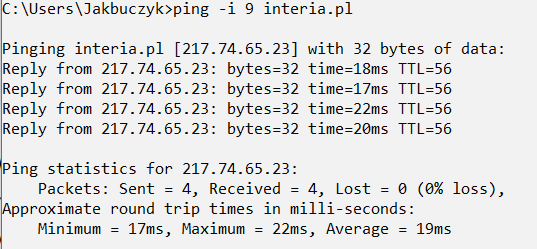 C:\Users\Jakbuczyk>ping -i 9 interia.pl
Pinging interia.pl [217.74.65.23] with 32 bytes of data:
Reply from 217.74.65.23: bytes=32 time=18ms TTL=56
Reply from 217.74.65.23: bytes=32 time=17ms TTL=56
Reply from 217.74.65.23: bytes=32 time=22ms TTL=56
Reply from 217.74.65.23: bytes=32 time=20ms TTL=56
Ping statistics for 217.74.65.23:
    Packets: Sent = 4, Received = 4, Lost = 0 (0% loss),
Approximate round trip times in milli-seconds:
    Minimum = 17ms, Maximum = 22ms, Average = 19ms